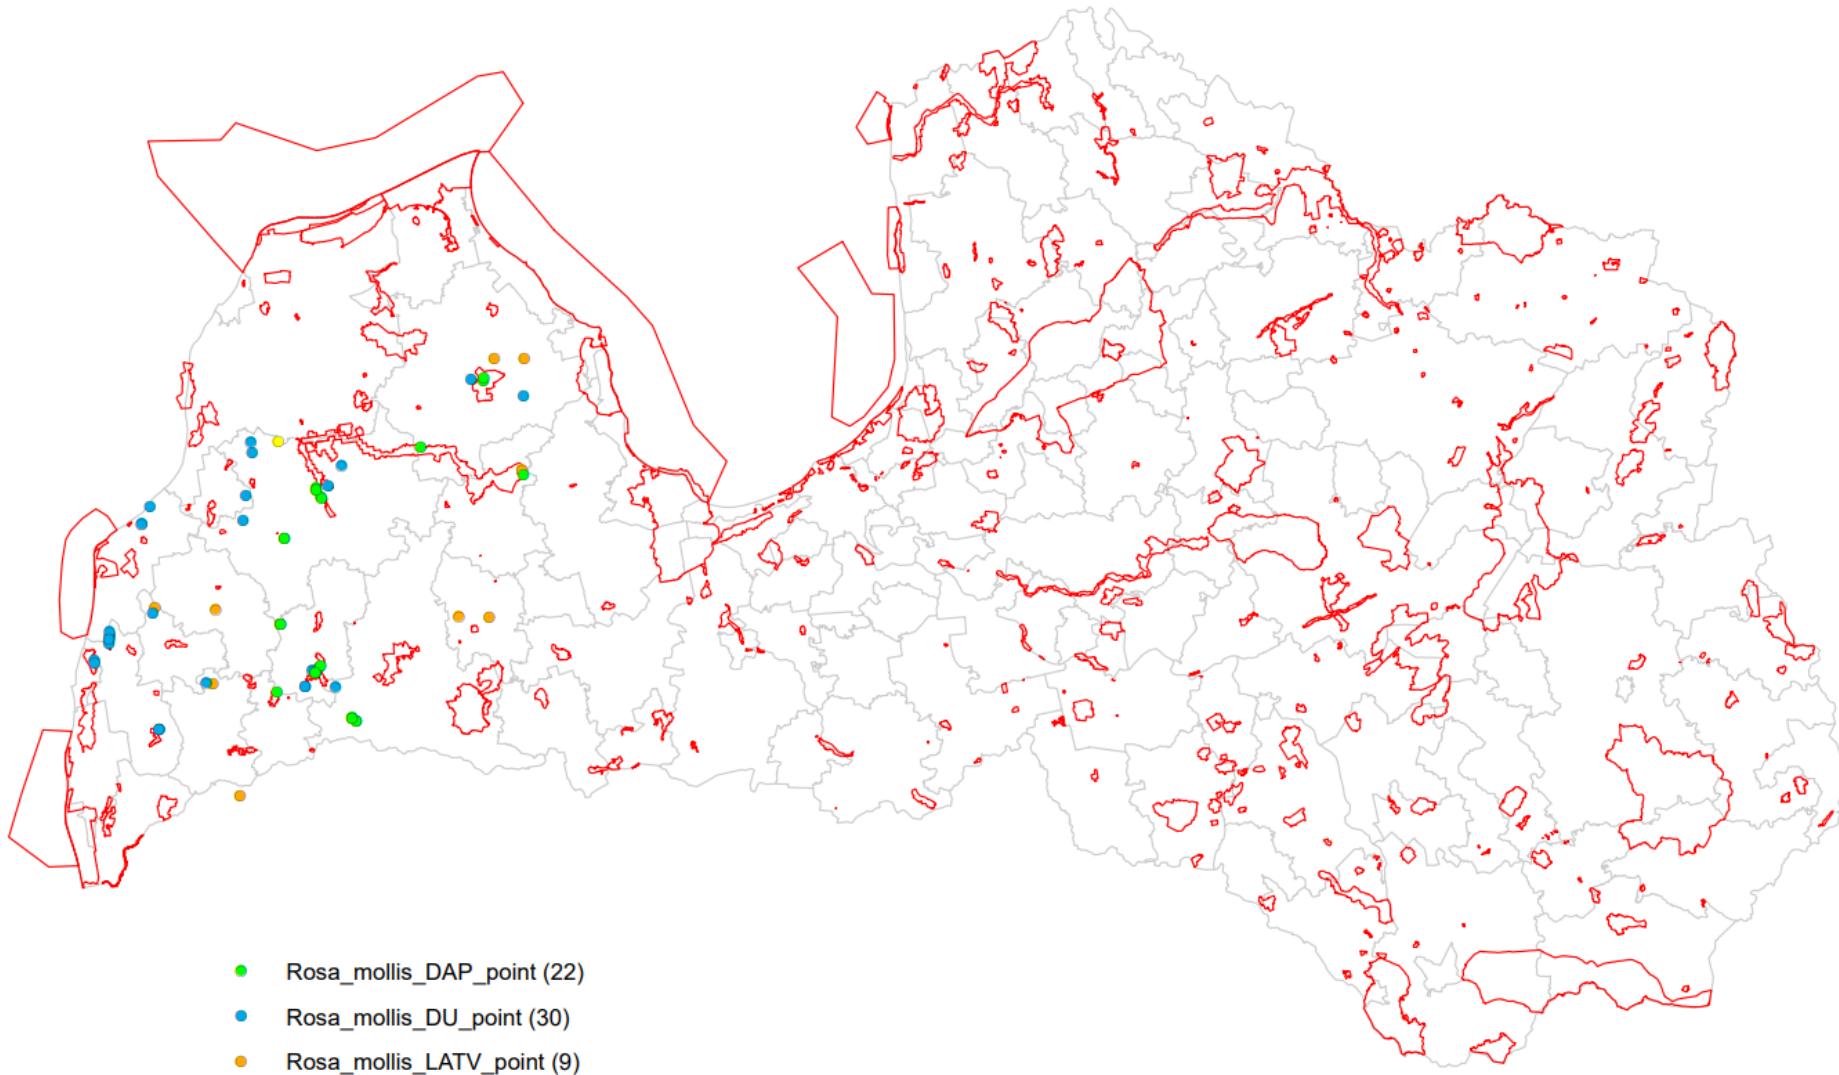 Rosa_mollis_DAP_point (22)
Rosa_mollis_DU_point (30)
Rosa_mollis_LATV_point (9)